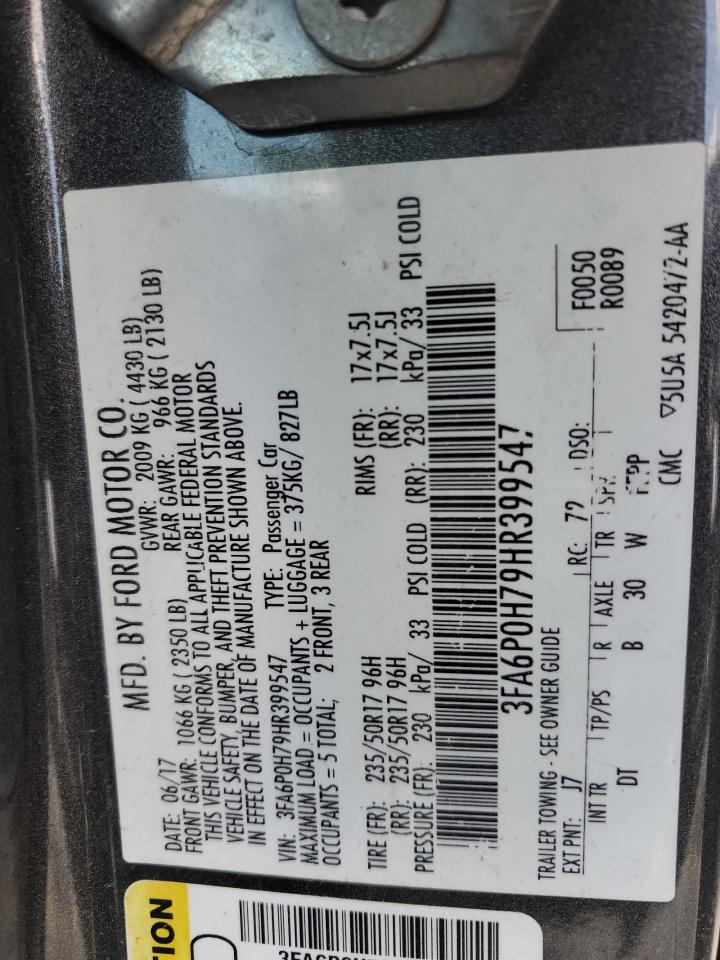 MFD. BY FORD MOTOR CO.
DATE: 06/17 GVWR: 2009 KG ( 4430 LB)
FRONT GAWR: 1066 KG ( 2350 LB) REAR GAWR: 966 KG ( 2130 LB)
THIS VEHICLE CONFORMS TO ALL APPLICABLE FEDERAL MOTOR
VEHICLE SAFETY, BUMPER, AND THEFT PREVENTION STANDARDS
IN EFFECT ON THE DATE OF MANUFACTURE SHOWN ABOVE.
VIN: 3FA6P0H79HR399547 TYPE: Passenger Car
MAXIMUM LOAD = OCCUPANTS + LUGGAGE = 375KG/ 827LB
OCCUPANTS = 5 TOTAL; 2 FRONT, 3 REAR
TIRE (FR): 235/50R17 96H RIMS (FR): 17x7.5J
(RR): 235/50R17 96H (RR): 17x7.5J
PRESSURE (FR): 230 kPa/ 33 PSI COLD (RR): 230 kPa/ 33 PSI COLD
3FA6P0H79HR399547
TRAILER TOWING - SEE OWNER GUIDE
EXT PNT: J7 RC: 79 DSO: F0050
R0089
INT TR TP/PS R AXLE TR SPR
DT B 30 W
CMC ▽5U5A 5420472-AA